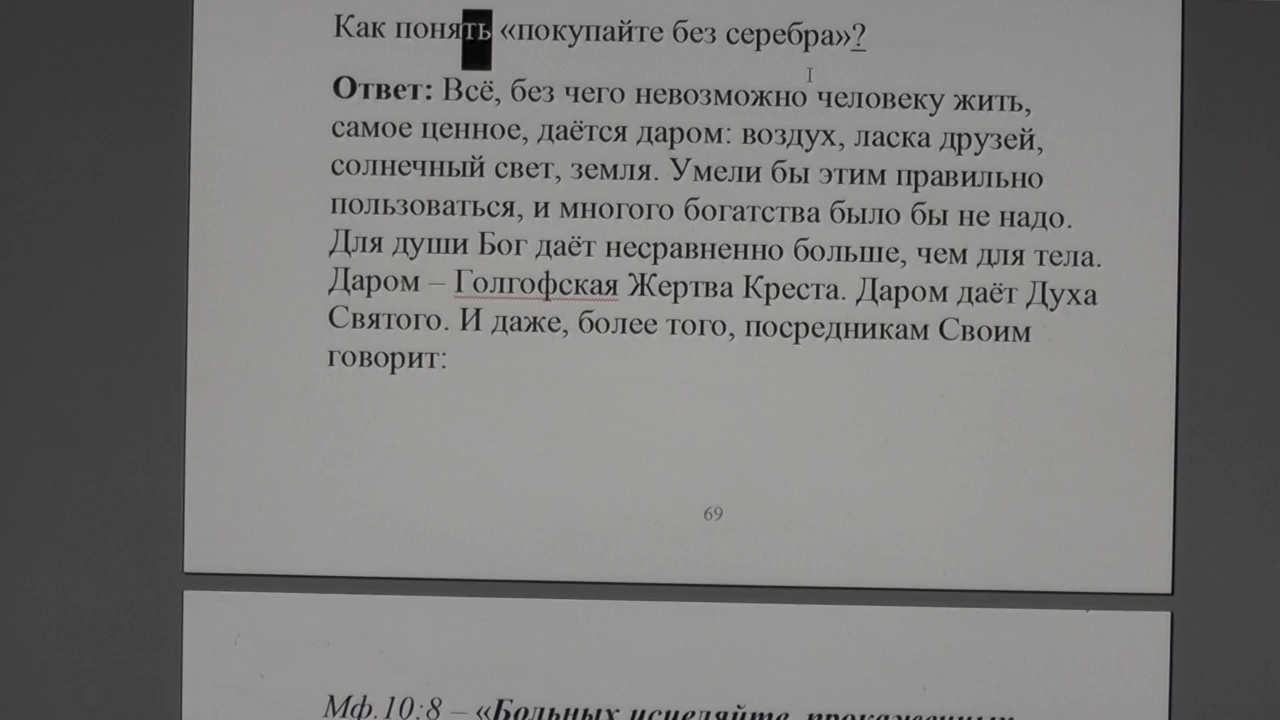 Как понять «покупайте без серебра»?
Ответ: Всё, без чего невозможно человеку жить,
самое ценное, даётся даром: воздух, ласка друзей,
солнечный свет, земля. Умели бы этим правильно
пользоваться, и многого богатства было бы не надо.
Для души Бог даёт несравненно больше, чем для тела.
Даром – Голгофская Жертва Креста. Даром даёт Духа
Святого. И даже, более того, посредникам Своим
говорит:
69
Мф.10:8 – «Больных исцеляйте, прокаженных